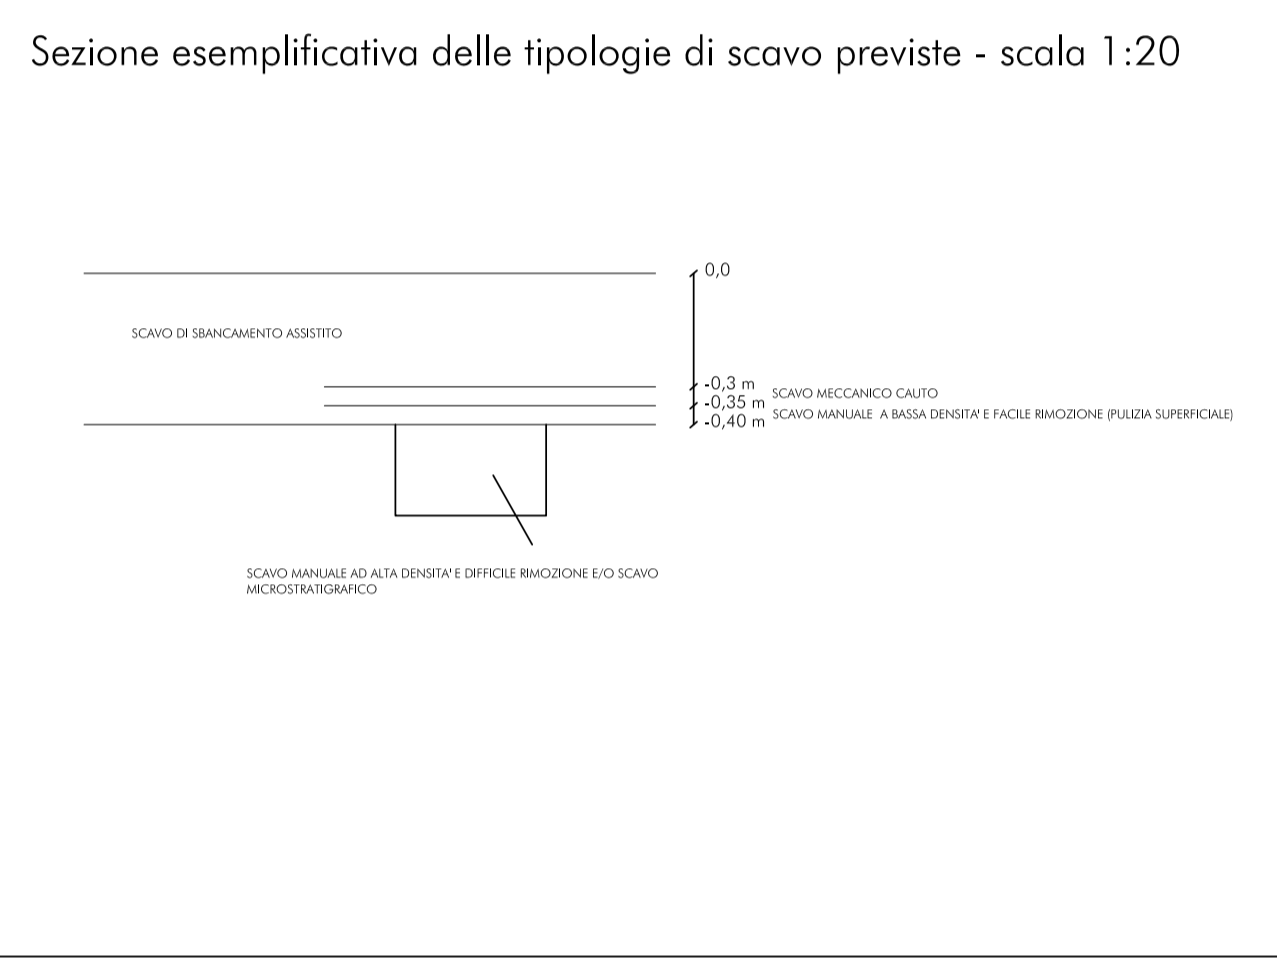 Sezione esemplificativa delle tipologie di scavo previste - scala 1:20
0,0
SCAVO DI SBANCAMENTO ASSISTITO
-0,3 m
SCAVO MECCANICO CAUTO
-0,35 m
SCAVO MANUALE A BASSA DENSITA' E FACILE RIMOZIONE (PULIZIA SUPERFICIALE)
-0,40 m
SCAVO MANUALE AD ALTA DENSITA' E DIFFICILE RIMOZIONE E/O SCAVO
MICROSTRATIGRAFICO